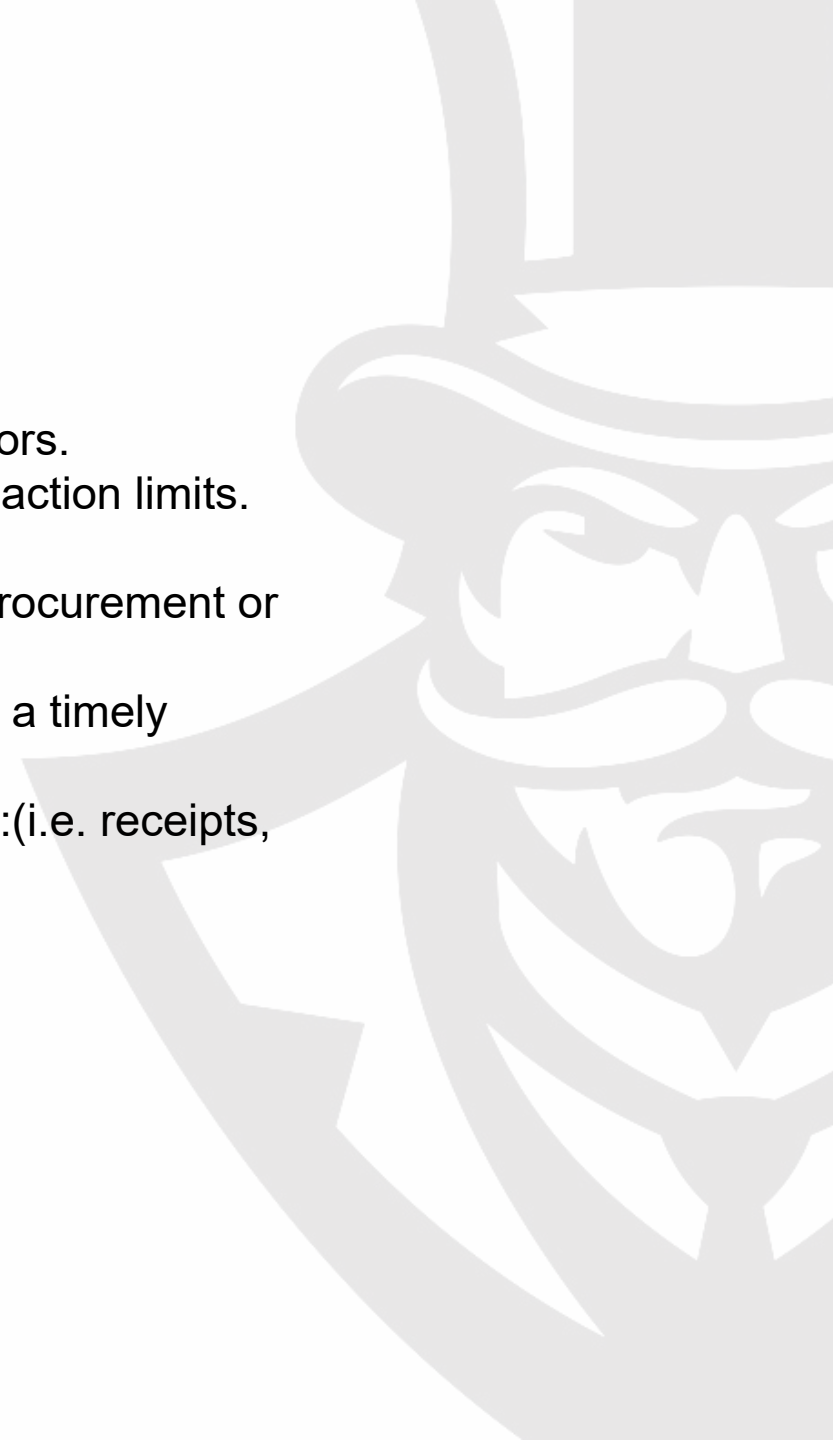 ors.
action limits.
rocurement or
a timely
:(i.e. receipts,